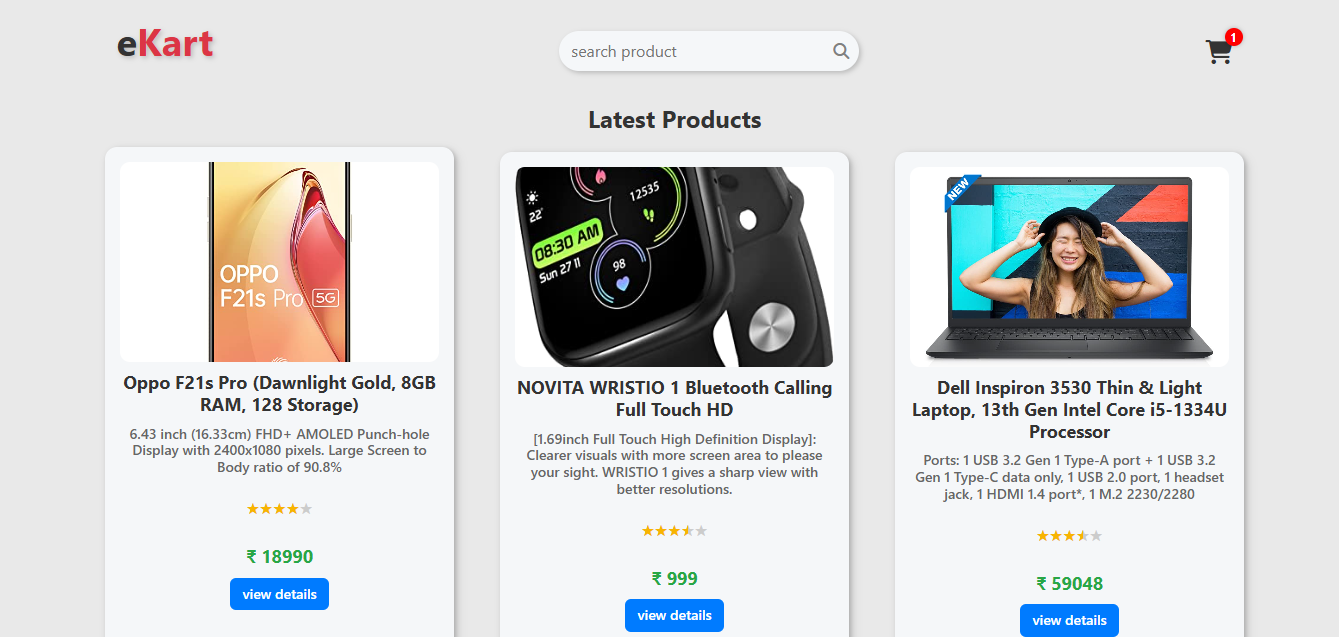 eKart
search product
1
Latest Products
OPPO
F21s Pro 5G
Oppo F21s Pro (Dawnlight Gold, 8GB
RAM, 128 Storage)
6.43 inch (16.33cm) FHD+ AMOLED Punch-hole
Display with 2400x1080 pixels. Large Screen to
Body ratio of 90.8%
₹ 18990
view details
12535
22°
08:30 AM
Sun 27 11
98
NOVITA WRISTIO 1 Bluetooth Calling
Full Touch HD
[1.69inch Full Touch High Definition Display]:
Clearer visuals with more screen area to please
your sight. WRISTIO 1 gives a sharp view with
better resolutions.
₹ 999
view details
NEW
Dell Inspiron 3530 Thin & Light
Laptop, 13th Gen Intel Core i5-1334U
Processor
Ports: 1 USB 3.2 Gen 1 Type-A port + 1 USB 3.2
Gen 1 Type-C data only, 1 USB 2.0 port, 1 headset
jack, 1 HDMI 1.4 port*, 1 M.2 2230/2280
₹ 59048
view details